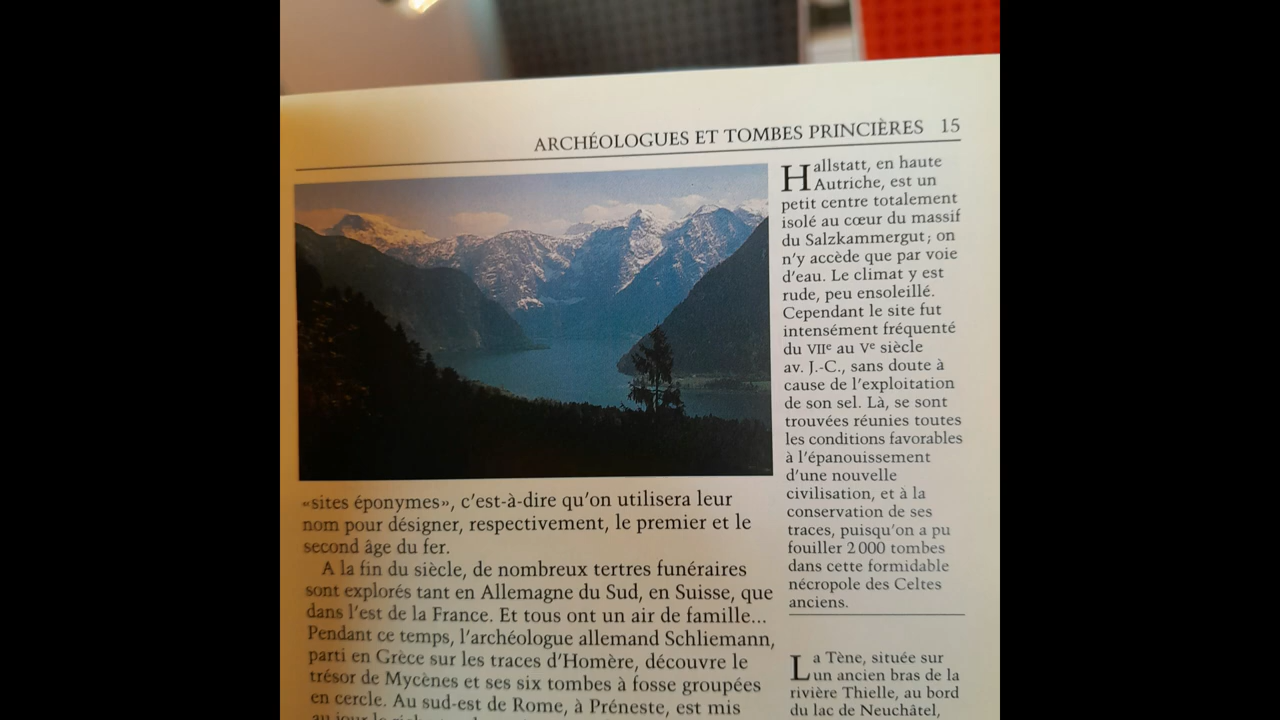 ARCHÉOLOGUES ET TOMBES PRINCIÈRES 15
Hallstatt, en haute
Autriche, est un
petit centre totalement
isolé au cœur du massif
du Salzkammergut; on
n'y accède que par voie
d'eau. Le climat y est
rude, peu ensoleillé.
Cependant le site fut
intensément fréquenté
du VIIe au Ve siècle
av. J.-C., sans doute à
cause de l'exploitation
de son sel. Là, se sont
trouvées réunies toutes
les conditions favorables
à l'épanouissement
d'une nouvelle
civilisation, et à la
conservation de ses
traces, puisqu'on a pu
fouiller 2 000 tombes
dans cette formidable
nécropole des Celtes
anciens.
La Tène, située sur
un ancien bras de la
rivière Thielle, au bord
du lac de Neuchâtel,
«sites éponymes», c'est-à-dire qu'on utilisera leur
nom pour désigner, respectivement, le premier et le
second âge du fer.
A la fin du siècle, de nombreux tertres funéraires
sont explorés tant en Allemagne du Sud, en Suisse, que
dans l'est de la France. Et tous ont un air de famille...
Pendant ce temps, l'archéologue allemand Schliemann,
parti en Grèce sur les traces d'Homère, découvre le
trésor de Mycènes et ses six tombes à fosse groupées
en cercle. Au sud-est de Rome, à Préneste, est mis